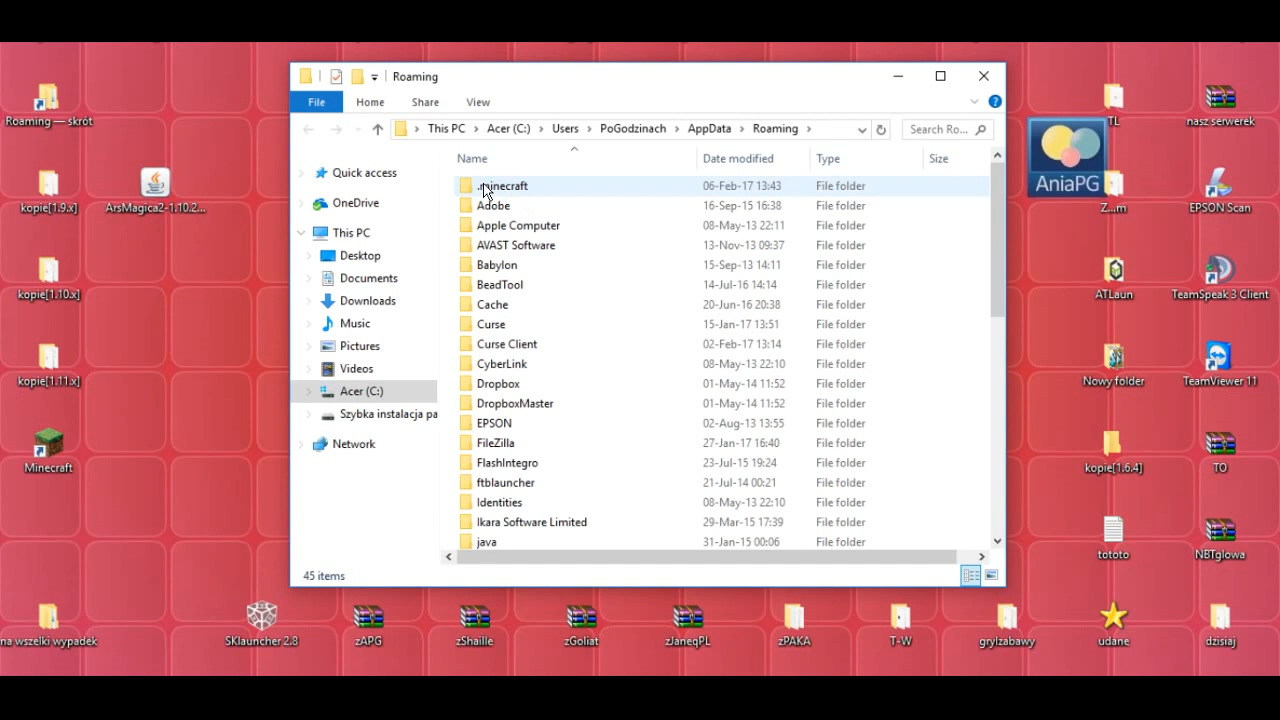 Roaming
File Home Share View
This PC Acer (C:) Users PoGodzinach AppData Roaming Search Ro...
Quick access
OneDrive
This PC
Desktop
Documents
Downloads
Music
Pictures
Videos
Acer (C:)
Szybka instalacja pa
Network
Name Date modified Type Size
.minecraft 06-Feb-17 13:43 File folder
Adobe 16-Sep-15 16:38 File folder
Apple Computer 08-May-13 22:11 File folder
AVAST Software 13-Nov-13 09:37 File folder
Babylon 15-Sep-13 14:11 File folder
BeadTool 14-Jul-16 14:14 File folder
Cache 20-Jun-16 20:38 File folder
Curse 15-Jan-17 13:51 File folder
Curse Client 02-Feb-17 13:14 File folder
CyberLink 08-May-13 22:10 File folder
Dropbox 01-May-14 11:52 File folder
DropboxMaster 01-May-14 11:52 File folder
EPSON 02-Aug-13 13:55 File folder
FileZilla 27-Jan-17 16:40 File folder
FlashIntegro 23-Jul-15 19:24 File folder
ftblauncher 21-Jul-14 00:21 File folder
Identities 08-May-13 22:10 File folder
Ikara Software Limited 29-Mar-15 17:39 File folder
java 31-Jan-15 00:06 File folder
45 items
Roaming — skrót
kopie[1.9.x] ArsMagica2-1.10.2...
kopie[1.10.x]
kopie[1.11.x]
Minecraft
AniaPG
TL nasz serwerek
Z...m EPSON Scan
ATLaun TeamSpeak 3 Client
Nowy folder TeamViewer 11
kopie[1.6.4] TO
tototo NBTglowa
na wszelki wypadek SKlauncher 2.8 zAPG zShaille zGoliat zJaneqPL zPAKA T-W gryIzabawy udane dzisiaj